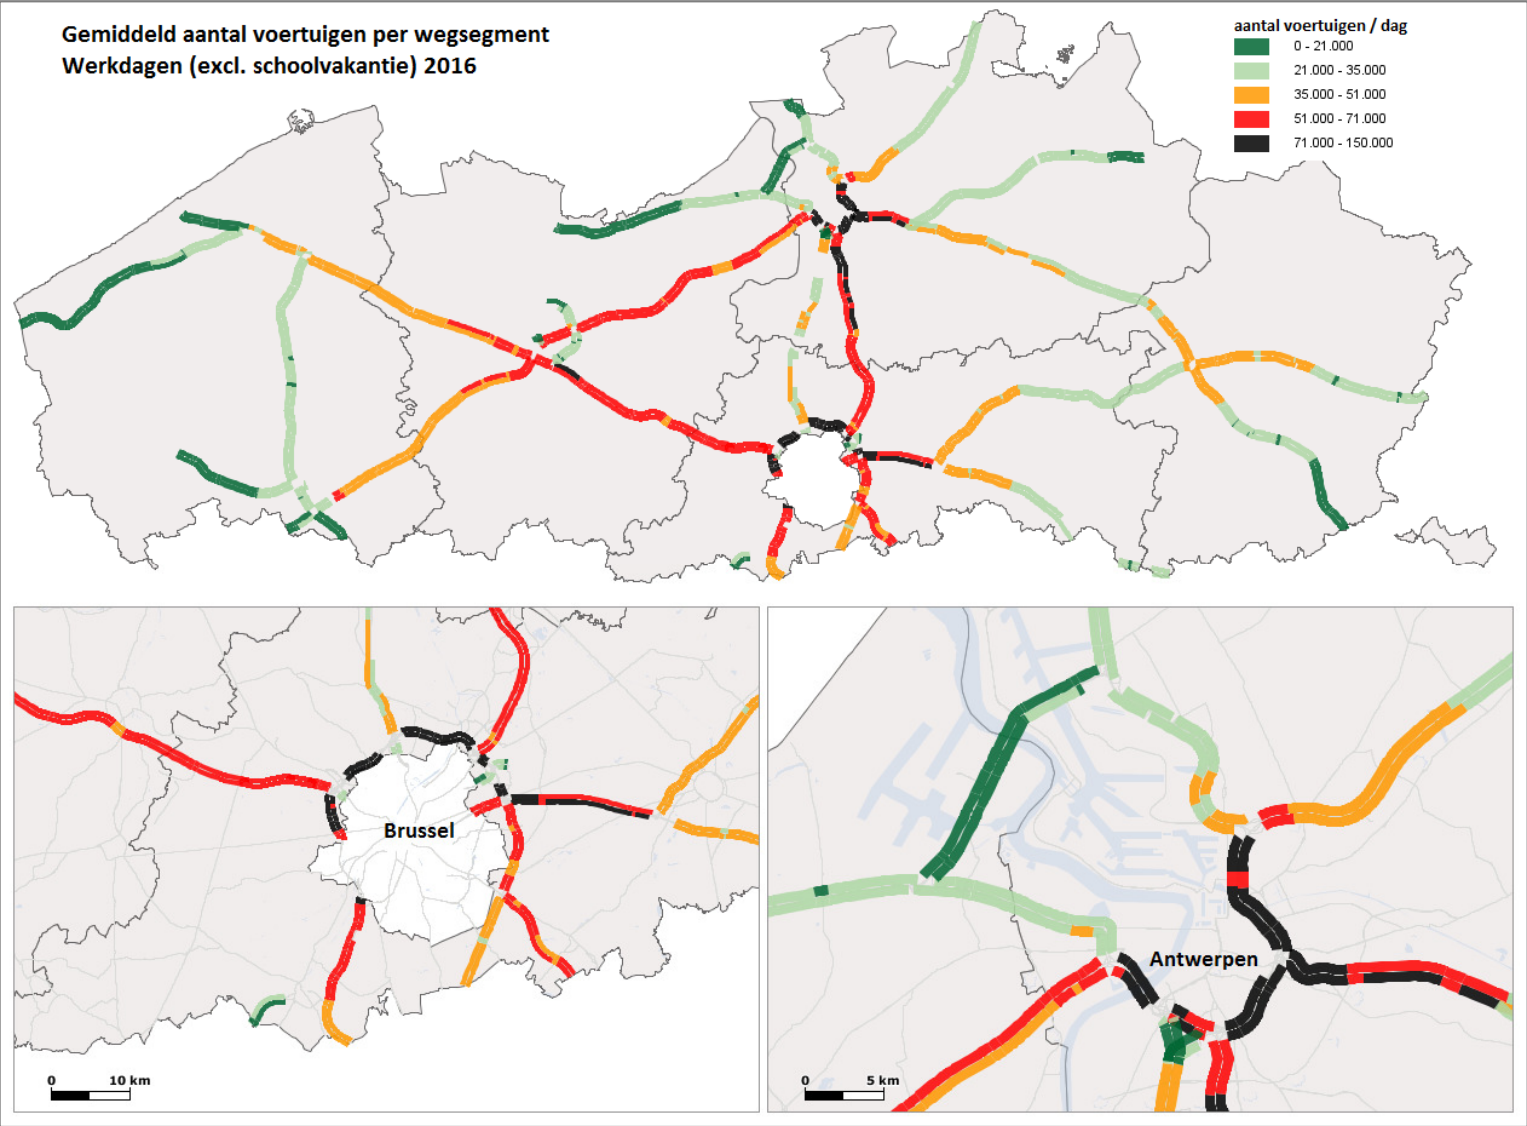 Gemiddeld aantal voertuigen per wegsegment
Werkdagen (excl. schoolvakantie) 2016
aantal voertuigen / dag
0 - 21.000
21.000 - 35.000
35.000 - 51.000
51.000 - 71.000
71.000 - 150.000
Brussel
0 10 km
Antwerpen
0 5 km